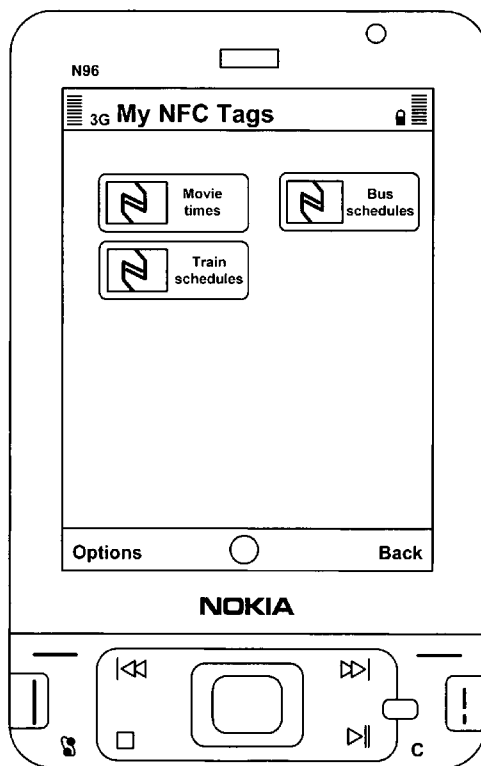 N96
3G My NFC Tags
Movie
times
Bus
schedules
Train
schedules
Options
Back
NOKIA
C